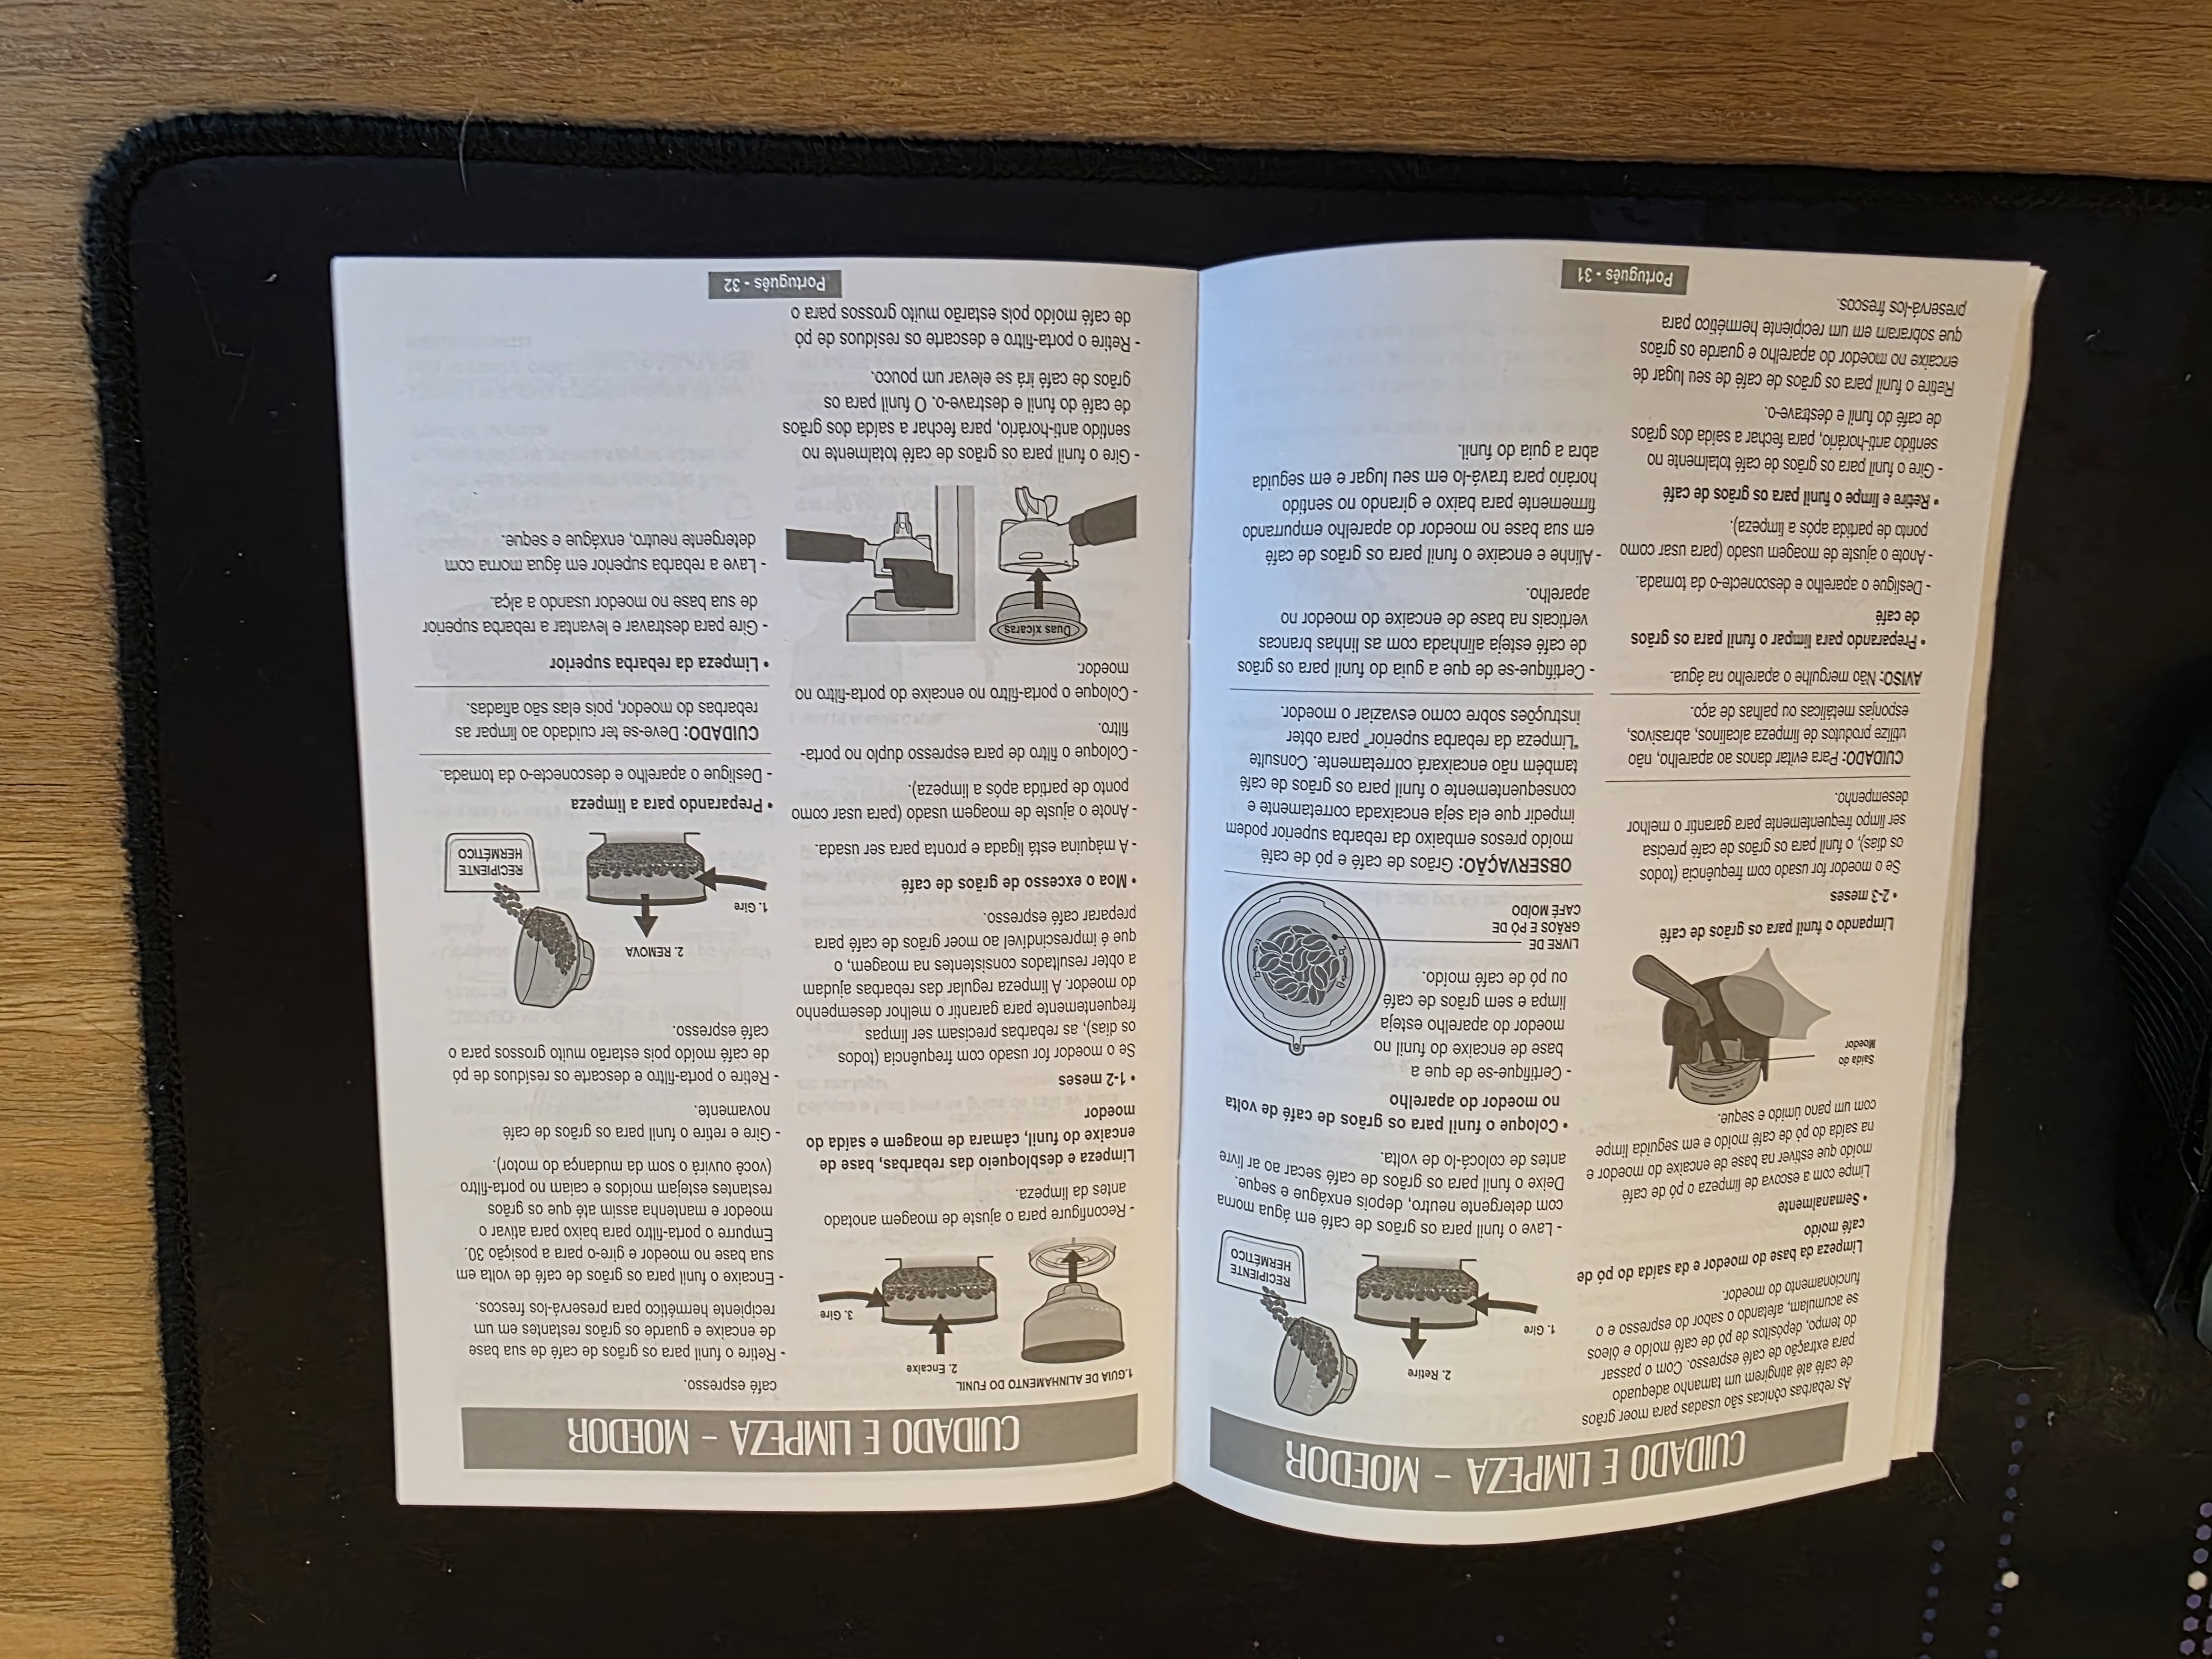 CUIDADO E LIMPEZA – MOEDOR
As rebarbas cônicas são usadas para moer grãos
de café até atingirem um tamanho adequado
para extração de café espresso. Com o passar
do tempo, depósitos de pó de café moído e óleos
se acumulam, afetando o sabor do espresso e o
funcionamento do moedor.
Limpeza da base do moedor e da saída do pó de
café moído
• Semanalmente
Limpe com a escova de limpeza o pó de café
moído que estiver na base de encaixe do moedor e
na saída do pó de café moído e em seguida limpe
com um pano úmido e seque.
Saída do
Moedor
Limpando o funil para os grãos de café
• 2-3 meses
Se o moedor for usado com frequência (todos
os dias), o funil para os grãos de café precisa
ser limpo frequentemente para garantir o melhor
desempenho.
CUIDADO: Para evitar danos ao aparelho, não
utilize produtos de limpeza alcalinos, abrasivos,
esponjas metálicas ou palhas de aço.
AVISO: Não mergulhe o aparelho na água.
• Preparando para limpar o funil para os grãos
de café
- Desligue o aparelho e desconecte-o da tomada.
- Anote o ajuste de moagem usado (para usar como
ponto de partida após a limpeza).
• Retire e limpe o funil para os grãos de café
- Gire o funil para os grãos de café totalmente no
sentido anti-horário, para fechar a saída dos grãos
de café do funil e destrave-o.
Retire o funil para os grãos de café de seu lugar de
encaixe no moedor do aparelho e guarde os grãos
que sobraram em um recipiente hermético para
preservá-los frescos.
1. Gire
2. Retire
RECIPIENTE
HERMÉTICO
- Lave o funil para os grãos de café em água morna
com detergente neutro, depois enxágue e seque.
Deixe o funil para os grãos de café secar ao ar livre
antes de colocá-lo de volta.
• Coloque o funil para os grãos de café de volta
no moedor do aparelho
- Certifique-se de que a
base de encaixe do funil no
moedor do aparelho esteja
limpa e sem grãos de café
ou pó de café moído.
LIVRE DE
GRÃOS E PÓ DE
CAFÉ MOÍDO
OBSERVAÇÃO: Grãos de café e pó de café
moído presos embaixo da rebarba superior podem
impedir que ela seja encaixada corretamente e
consequentemente o funil para os grãos de café
também não encaixará corretamente. Consulte
“Limpeza da rebarba superior” para obter
instruções sobre como esvaziar o moedor.
- Certifique-se de que a guia do funil para os grãos
de café esteja alinhada com as linhas brancas
verticais na base de encaixe do moedor no
aparelho.
- Alinhe e encaixe o funil para os grãos de café
em sua base no moedor do aparelho empurrando
firmemente para baixo e girando no sentido
horário para travá-lo em seu lugar e em seguida
abra a guia do funil.
Português - 31
CUIDADO E LIMPEZA – MOEDOR
1.GUIA DE ALINHAMENTO DO FUNIL
2. Encaixe
3. Gire
- Reconfigure para o ajuste de moagem anotado
antes da limpeza.
Limpeza e desbloqueio das rebarbas, base de
encaixe do funil, câmara de moagem e saída do
moedor
• 1-2 meses
Se o moedor for usado com frequência (todos
os dias), as rebarbas precisam ser limpas
frequentemente para garantir o melhor desempenho
do moedor. A limpeza regular das rebarbas ajudam
a obter resultados consistentes na moagem, o
que é imprescindível ao moer grãos de café para
preparar café espresso.
• Moa o excesso de grãos de café
- A máquina está ligada e pronta para ser usada.
- Anote o ajuste de moagem usado (para usar como
ponto de partida após a limpeza).
- Coloque o filtro de para espresso duplo no porta-
filtro.
- Coloque o porta-filtro no encaixe do porta-filtro no
moedor.
Duas xícaras
- Gire o funil para os grãos de café totalmente no
sentido anti-horário, para fechar a saída dos grãos
de café do funil e destrave-o. O funil para os
grãos de café irá se elevar um pouco.
- Retire o porta-filtro e descarte os resíduos de pó
de café moído pois estarão muito grossos para o
café espresso.
- Retire o funil para os grãos de café de sua base
de encaixe e guarde os grãos restantes em um
recipiente hermético para preservá-los frescos.
- Encaixe o funil para os grãos de café de volta em
sua base no moedor e gire-o para a posição 30.
Empurre o porta-filtro para baixo para ativar o
moedor e mantenha assim até que os grãos
restantes estejam moídos e caiam no porta-filtro
(você ouvirá o som da mudança do motor).
- Gire e retire o funil para os grãos de café
novamente.
- Retire o porta-filtro e descarte os resíduos de pó
de café moído pois estarão muito grossos para o
café espresso.
1. Gire
2. REMOVA
RECIPIENTE
HERMÉTICO
• Preparando para a limpeza
- Desligue o aparelho e desconecte-o da tomada.
CUIDADO: Deve-se ter cuidado ao limpar as
rebarbas do moedor, pois elas são afiadas.
• Limpeza da rebarba superior
- Gire para destravar e levantar a rebarba superior
de sua base no moedor usando a alça.
- Lave a rebarba superior em água morna com
detergente neutro, enxágue e seque.
Português - 32